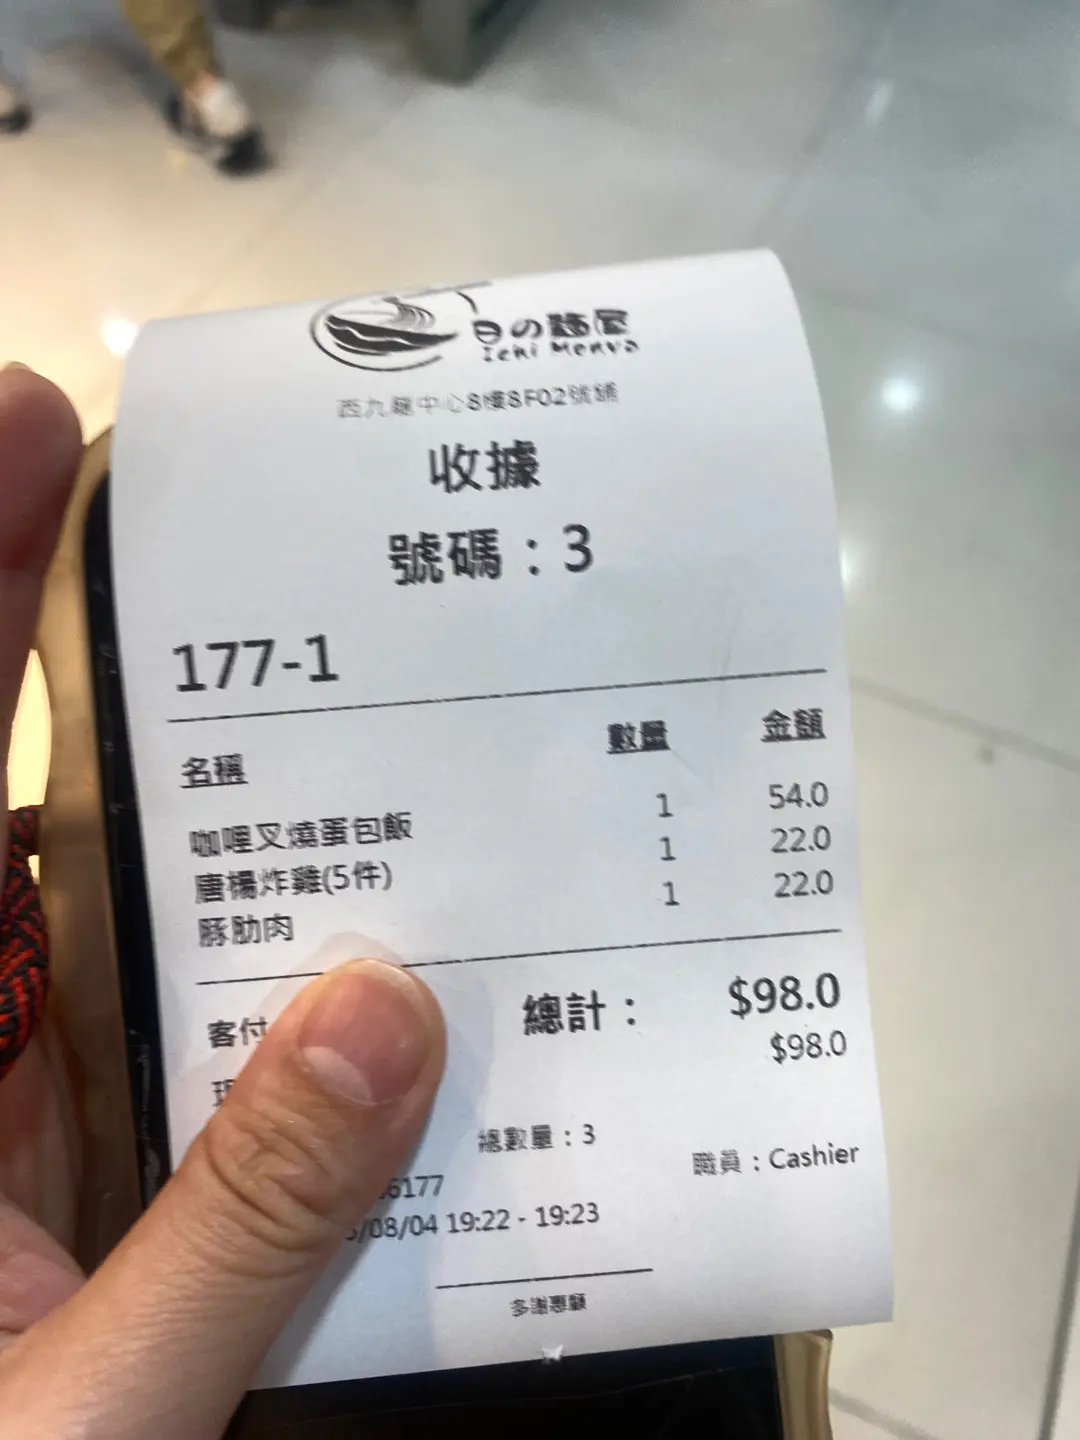 日の麵屋
Ichi Menya
西九龍中心8樓8F02號舖
收據
號碼：3
177-1
名稱 數量 金額
咖哩叉燒蛋包飯 1 54.0
唐楊炸雞(5件) 1 22.0
豚肋肉 1 22.0
總計： $98.0
客付 $98.0
總數量：3
6177 職員：Cashier
/08/04 19:22 - 19:23
多謝惠顧